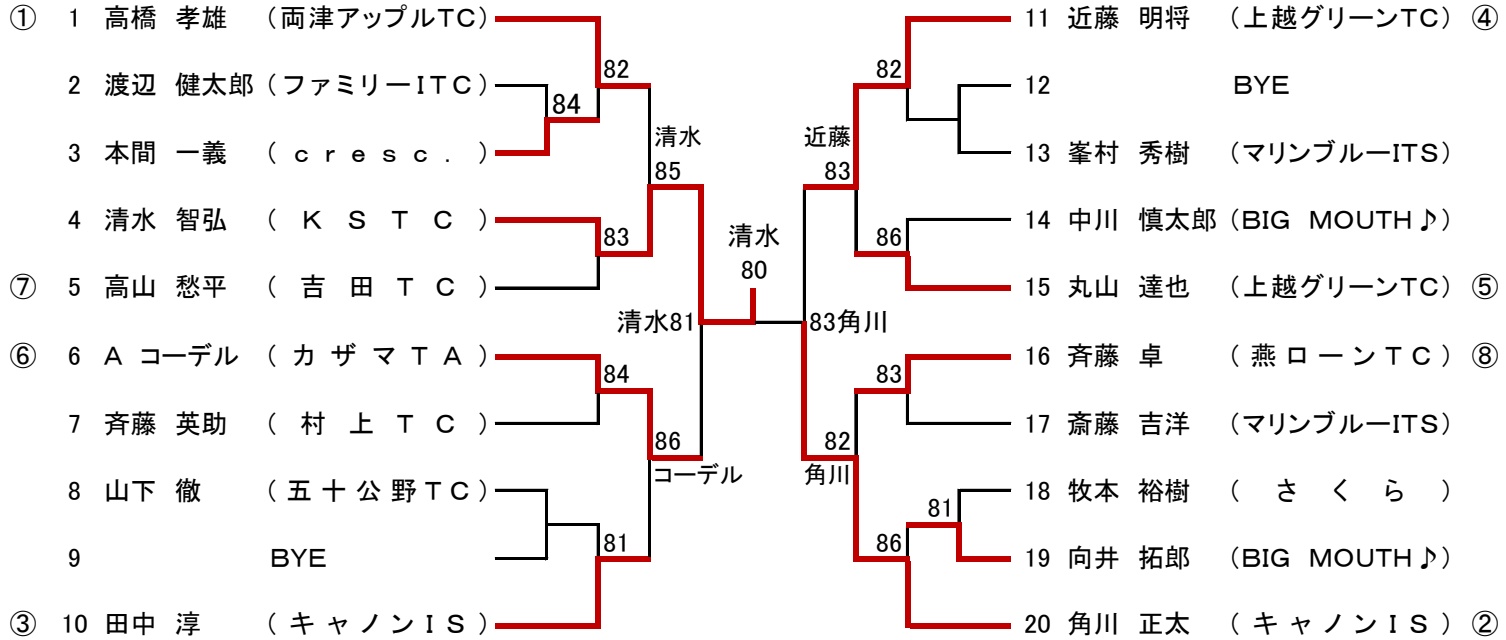 ① 1 高橋 孝雄 (両津アップルTC)
82
2 渡辺 健太郎 (ファミリーITC)
84
清水
3 本間 一義 (cresc.)
85
4 清水 智弘 (KSTC)
83
⑦ 5 高山 愁平 (吉田TC)
清水81
⑥ 6 A コーデル (カザマTA)
84
7 斉藤 英助 (村上TC)
86
コーデル
8 山下 徹 (五十公野TC)
81
9 BYE
③ 10 田中 淳 (キャノンIS)
清水
80
11 近藤 明将 (上越グリーンTC) ④
82
12 BYE
近藤
13 峯村 秀樹 (マリンブルーITS)
83
14 中川 慎太郎 (BIG MOUTH♪)
86
15 丸山 達也 (上越グリーンTC) ⑤
83角川
16 斉藤 卓 (燕ローンTC) ⑧
83
17 斎藤 吉洋 (マリンブルーITS)
82
角川
18 牧本 裕樹 (さくら)
81
86
19 向井 拓郎 (BIG MOUTH♪)
20 角川 正太 (キャノンIS) ②